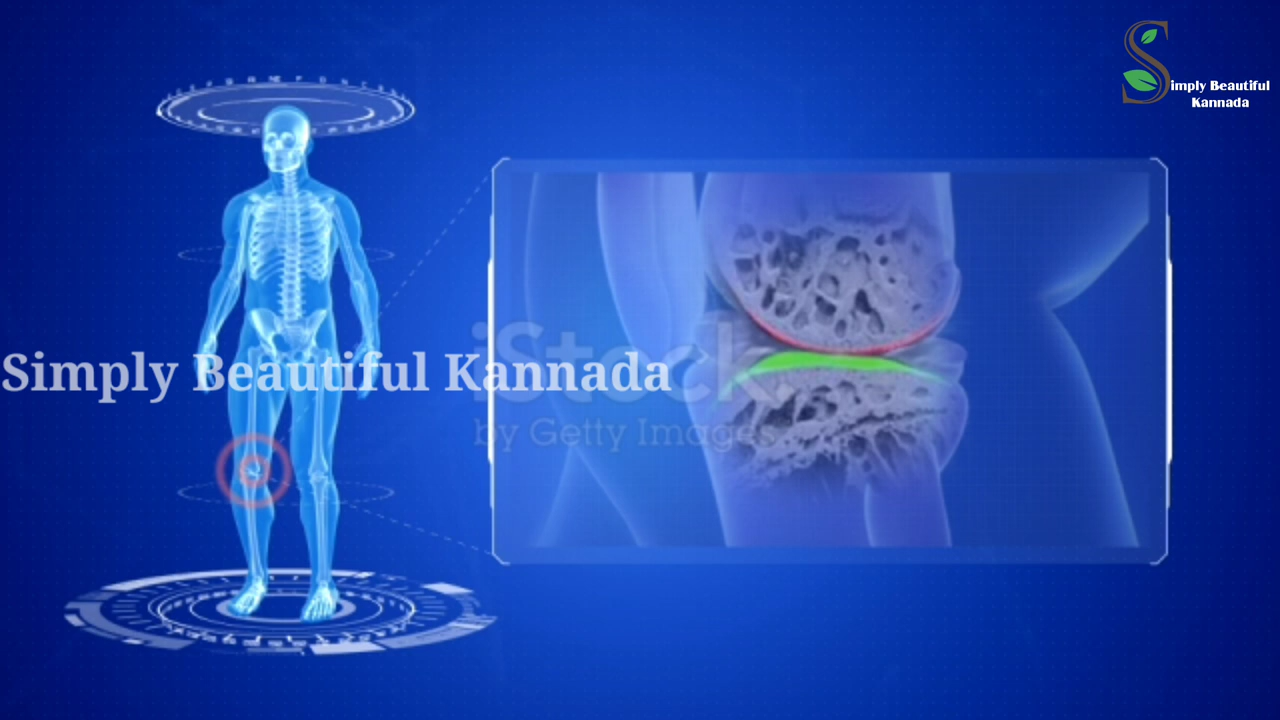 Simply Beautiful
Kannada
Simply Beautiful Kannada
iStock
by Getty Images